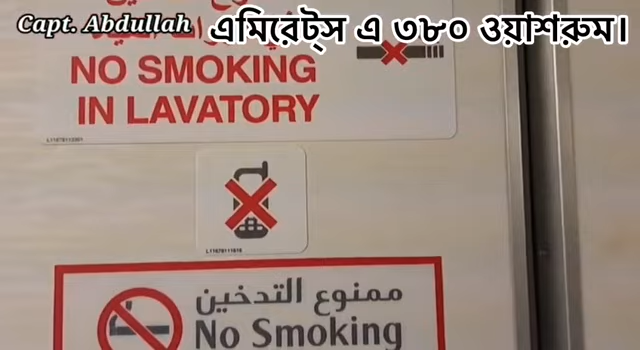 Capt. Abdullah
এমিরেট্স এ ৩৮০ ওয়াশরুম।
NO SMOKING
IN LAVATORY
ممنوع التدخين
No Smoking